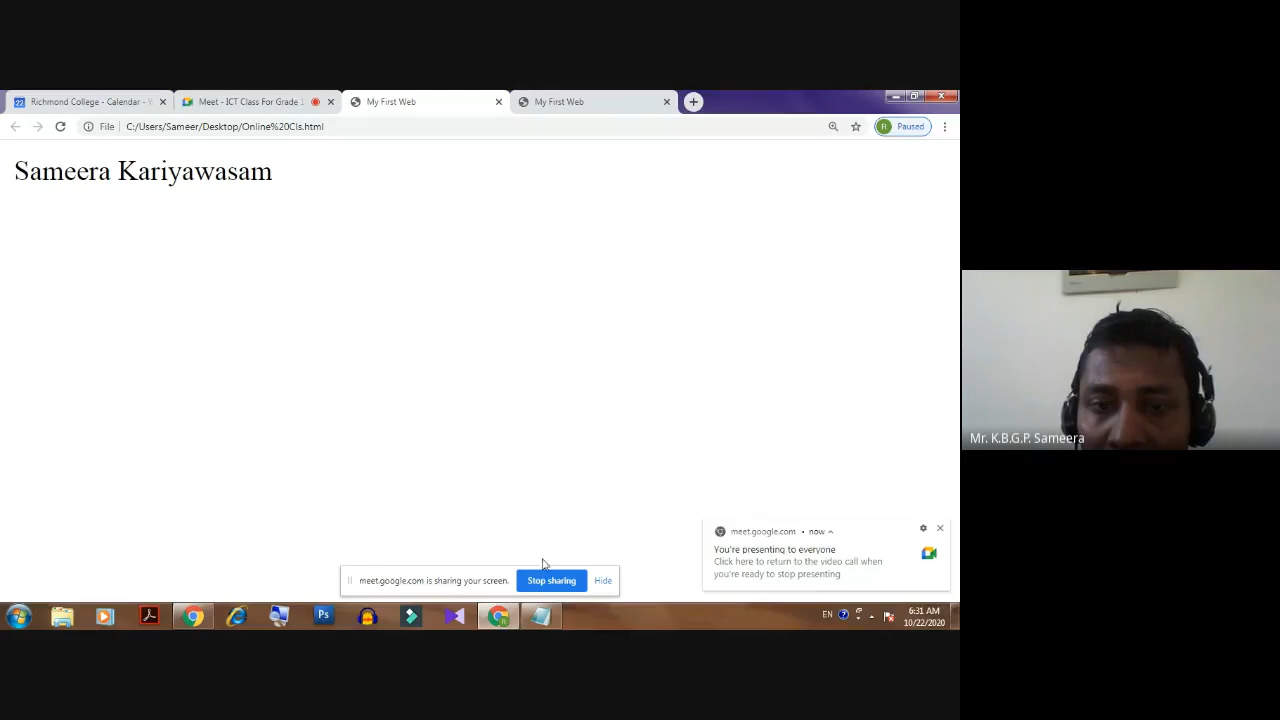 Richmond College - Calendar -
Meet - ICT Class For Grade 1
My First Web
My First Web
File
C:/Users/Sameer/Desktop/Online%20Cls.html
R
Paused
Sameera Kariyawasam
Mr. K.B.G.P. Sameera
meet.google.com • now
You're presenting to everyone
Click here to return to the video call when
you're ready to stop presenting
meet.google.com is sharing your screen.
Stop sharing
Hide
Ps
EN
6:31 AM
10/22/2020